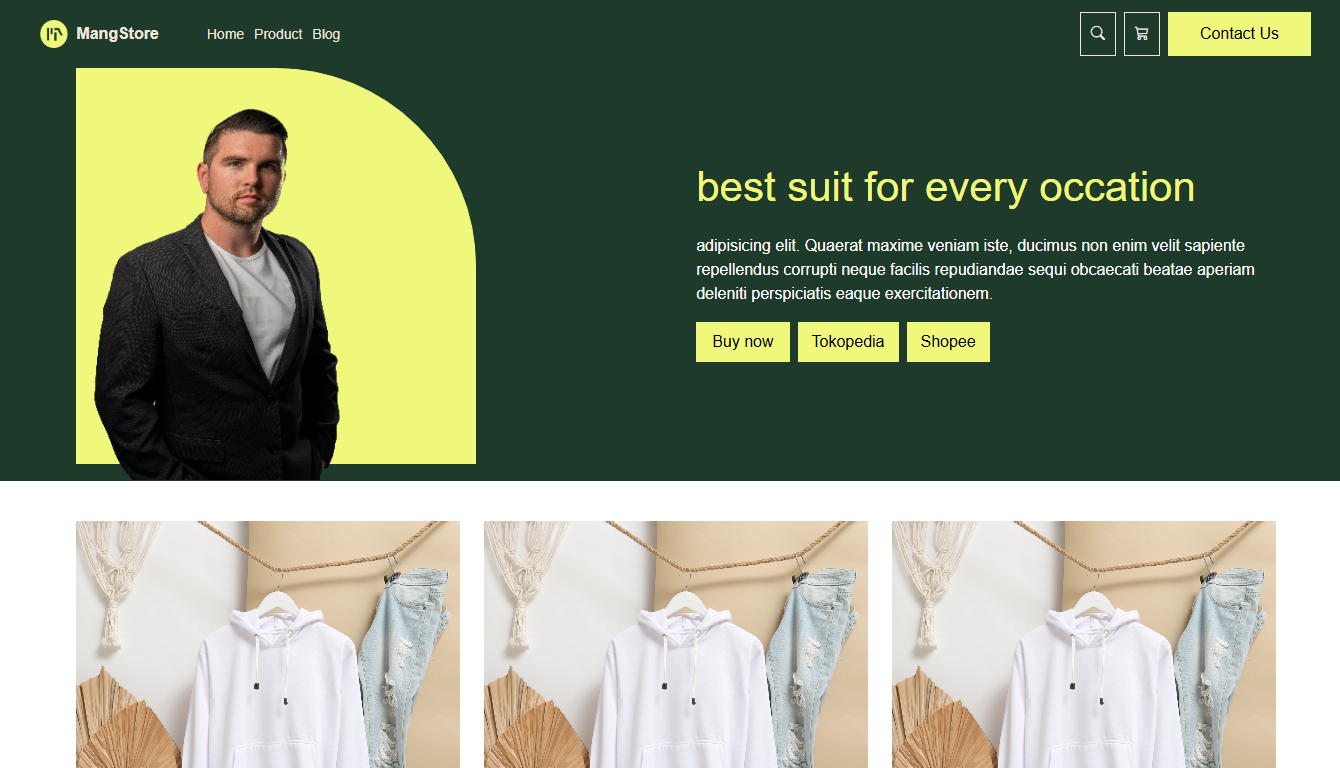 MangStore
Home Product Blog
Contact Us
best suit for every occation
adipisicing elit. Quaerat maxime veniam iste, ducimus non enim velit sapiente
repellendus corrupti neque facilis repudiandae sequi obcaecati beatae aperiam
deleniti perspiciatis eaque exercitationem.
Buy now Tokopedia Shopee